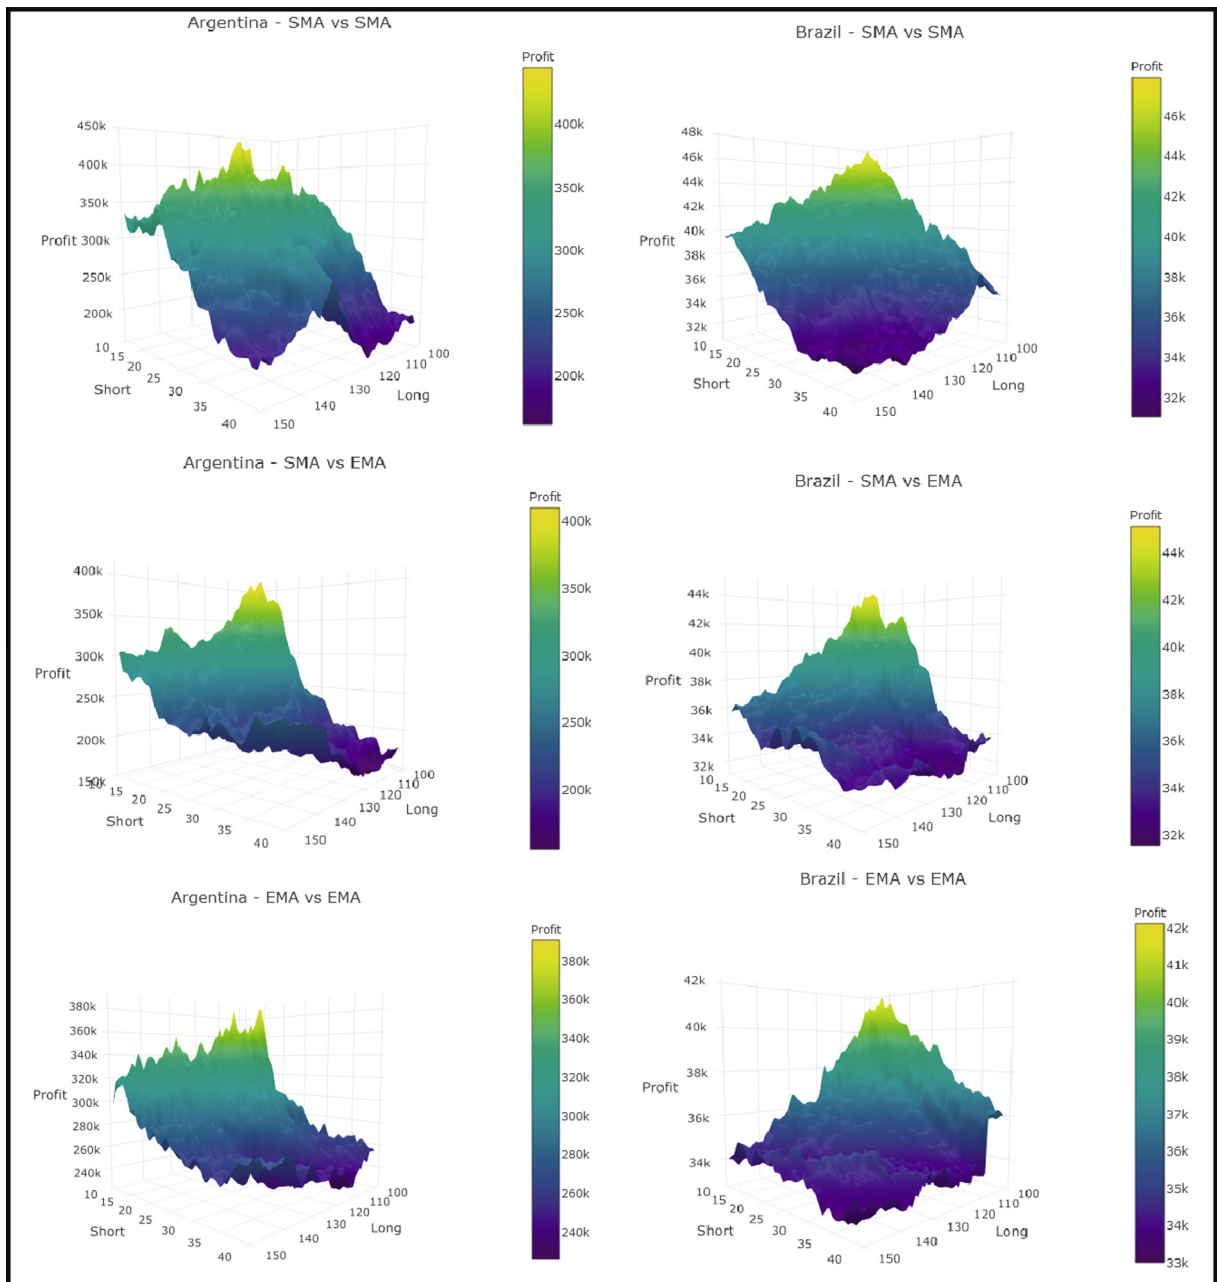 Argentina - SMA vs SMA
Profit
400k
350k
300k
250k
200k
450k
400k
350k
Profit 300k
250k
200k
10
15
20
25
30
35
40
Short
150
140
130
120
110
100
Long
Brazil - SMA vs SMA
Profit
46k
44k
42k
40k
38k
36k
34k
32k
48k
46k
44k
42k
40k
Profit
38k
36k
34k
32k
10
15
20
25
30
35
40
Short
150
140
130
120
110
100
Long
Argentina - SMA vs EMA
Profit
400k
350k
300k
250k
200k
400k
350k
300k
Profit
250k
200k
150k
10
15
20
25
30
35
40
Short
150
140
130
120
110
100
Long
Brazil - SMA vs EMA
Profit
44k
42k
40k
38k
36k
34k
32k
44k
42k
40k
Profit 38k
36k
34k
32k
10
15
20
25
30
35
40
Short
150
140
130
120
110
100
Long
Argentina - EMA vs EMA
Profit
380k
360k
340k
320k
300k
280k
260k
240k
380k
360k
340k
320k
Profit
300k
280k
260k
240k
10
15
20
25
30
35
40
Short
150
140
130
120
110
100
Long
Brazil - EMA vs EMA
Profit
42k
41k
40k
39k
38k
37k
36k
35k
34k
33k
42k
40k
38k
Profit
36k
34k
10
15
20
25
30
35
40
Short
150
140
130
120
110
100
Long